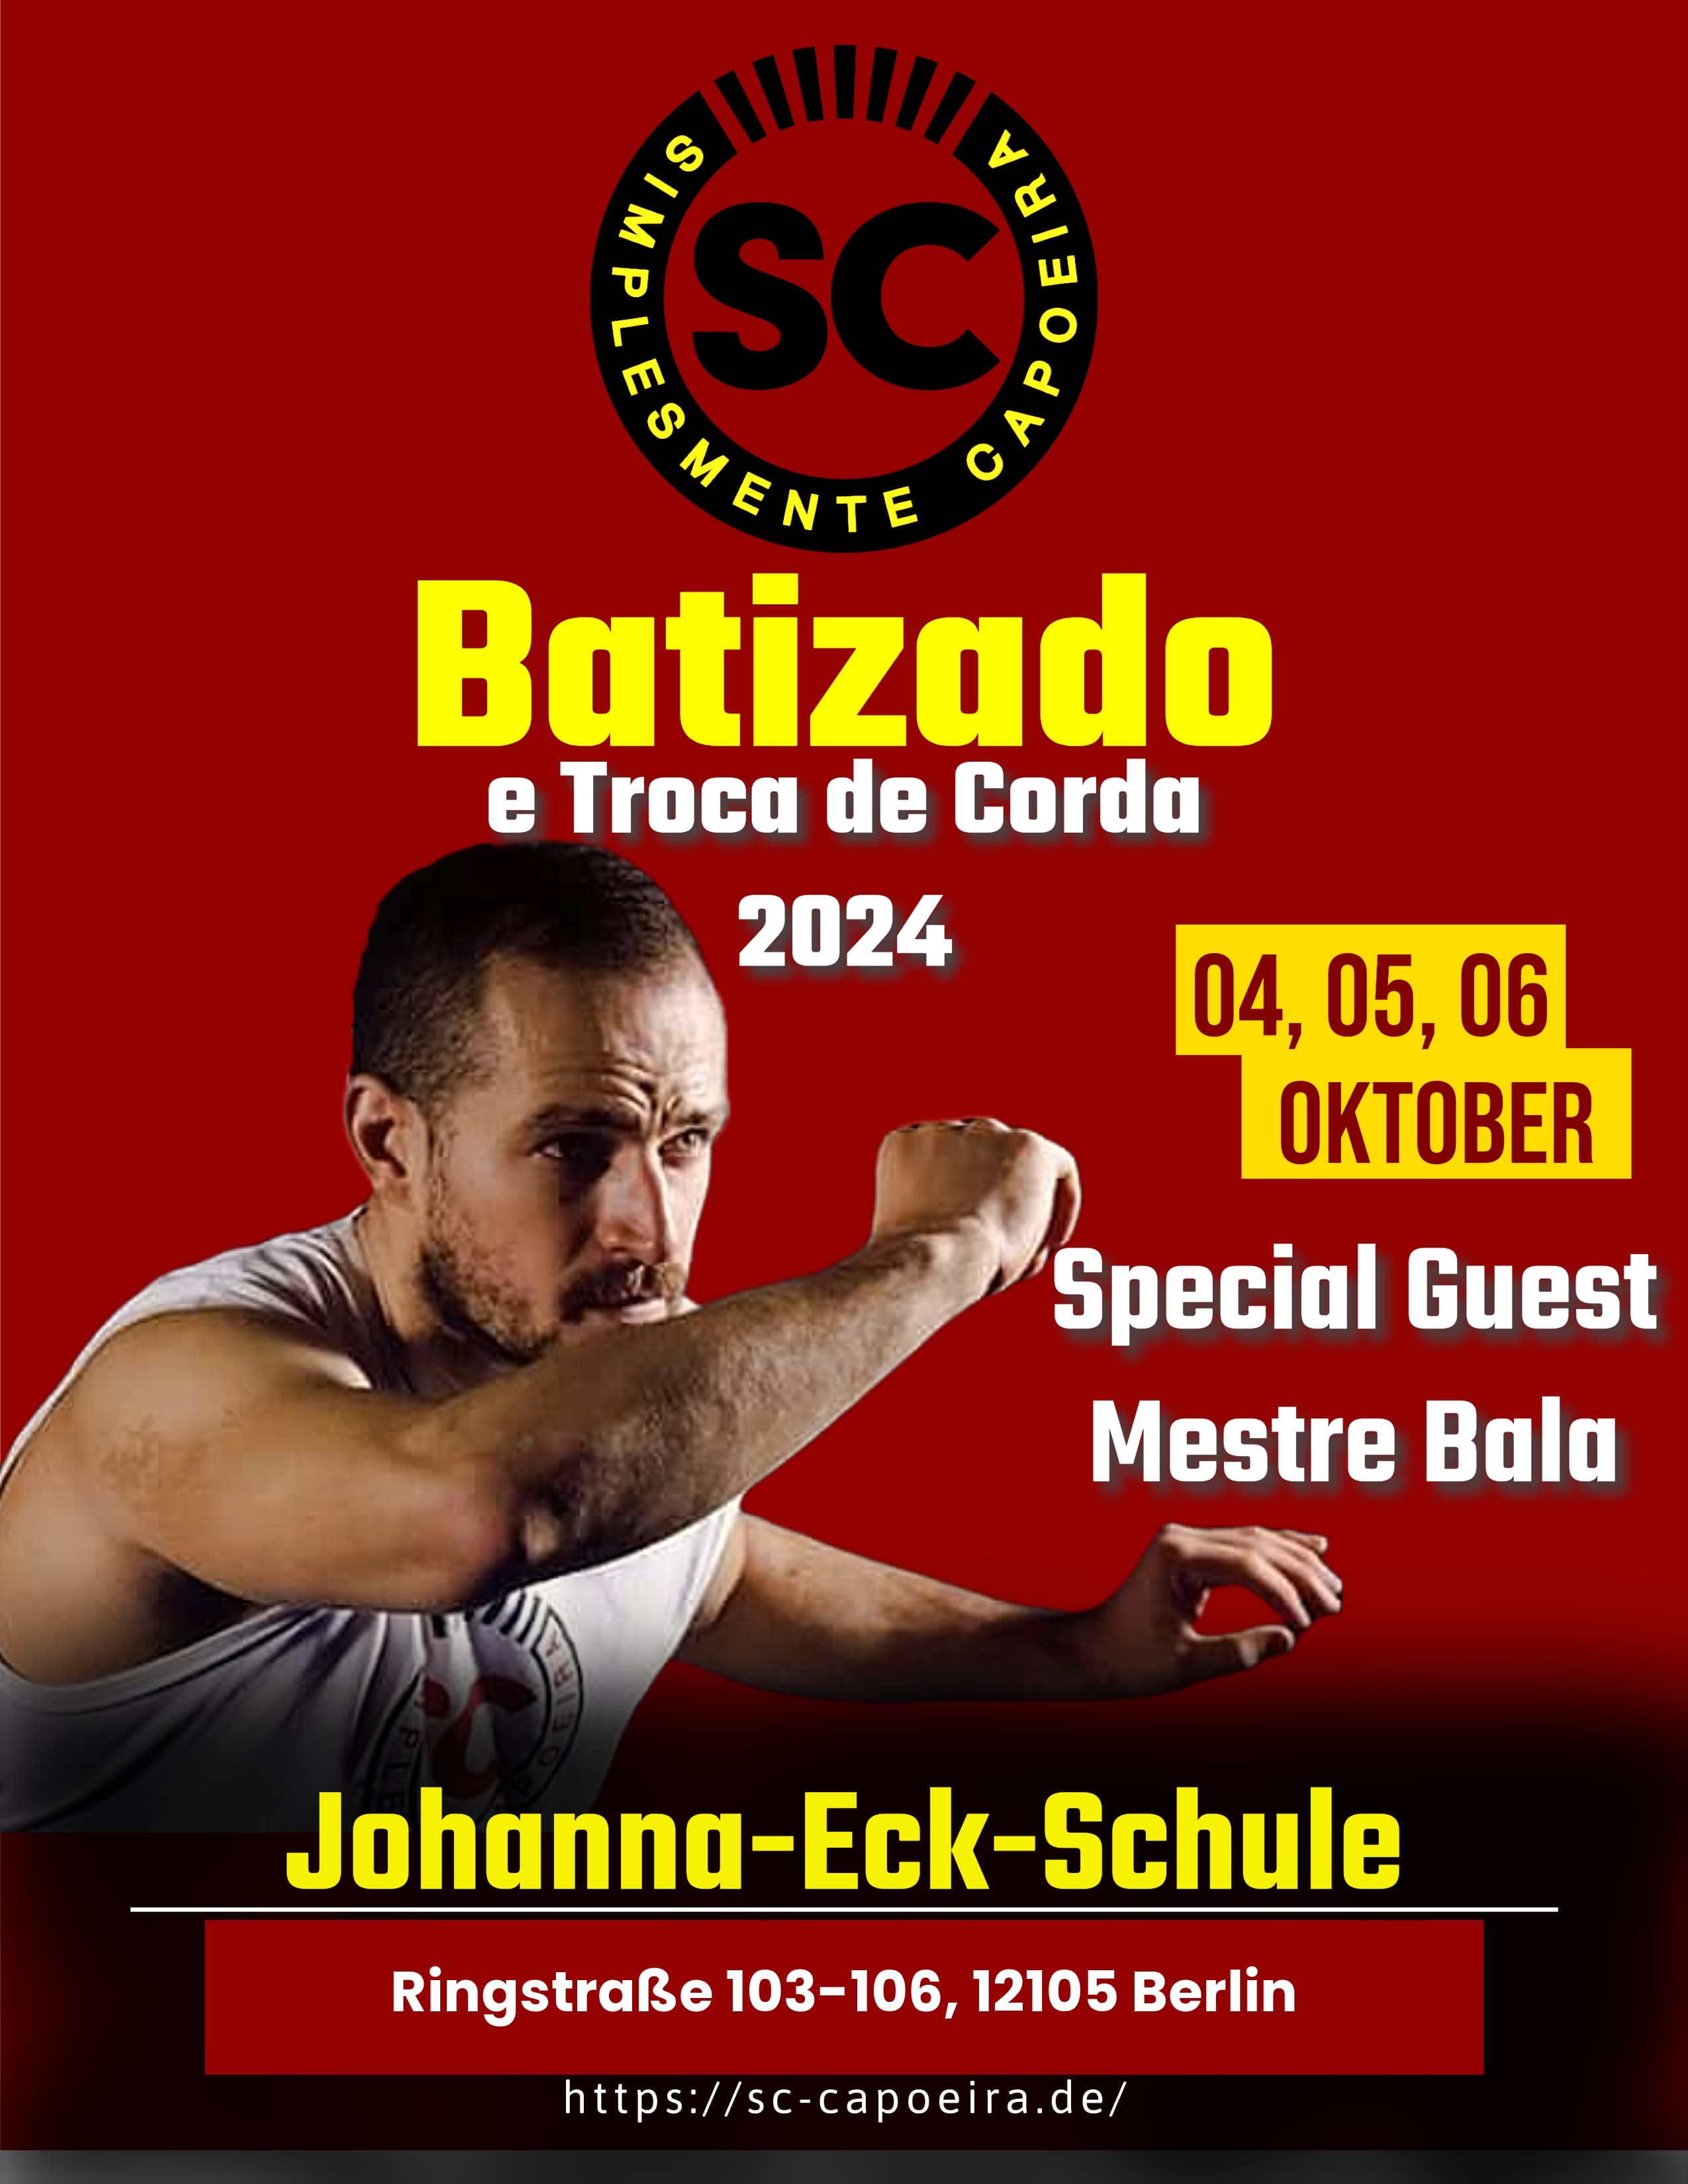 SIMPLESMENTE CAPOEIRA
SC
Batizado
e Troca de Corda
2024
04, 05, 06
OKTOBER
Special Guest
Mestre Bala
Johanna-Eck-Schule
Ringstraße 103-106, 12105 Berlin
https://sc-capoeira.de/